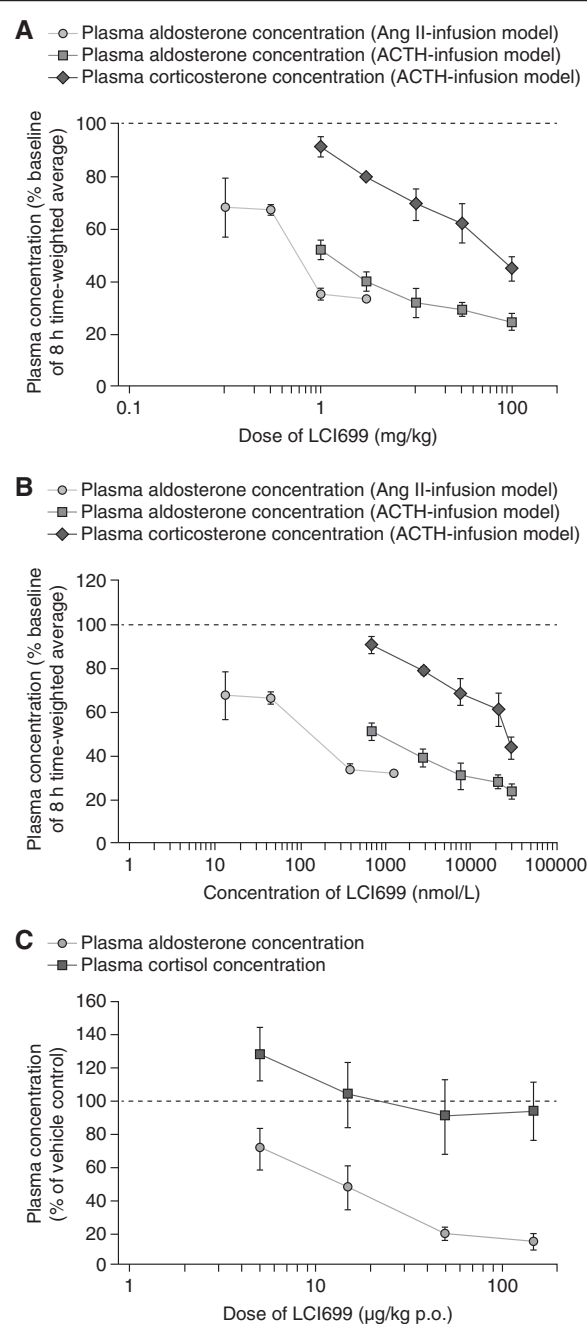 A
Plasma aldosterone concentration (Ang II-infusion model)
Plasma aldosterone concentration (ACTH-infusion model)
Plasma corticosterone concentration (ACTH-infusion model)
Plasma concentration (% baseline
of 8 h time-weighted average)
100
80
60
40
20
0
0.1
1
100
Dose of LCI699 (mg/kg)
B
Plasma aldosterone concentration (Ang II-infusion model)
Plasma aldosterone concentration (ACTH-infusion model)
Plasma corticosterone concentration (ACTH-infusion model)
Plasma concentration (% baseline
of 8 h time-weighted average)
120
100
80
60
40
20
0
1
10
100
1000
10000
100000
Concentration of LCI699 (nmol/L)
C
Plasma aldosterone concentration
Plasma cortisol concentration
Plasma concentration
(% of vehicle control)
160
140
120
100
80
60
40
20
0
1
10
100
Dose of LCI699 (μg/kg p.o.)